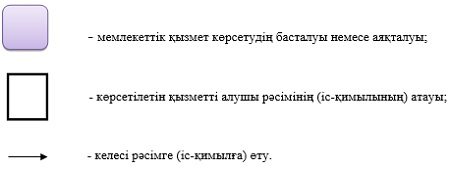 - мемлекеттік қызмет көрсетудің басталуы немесе аяқталуы;
- көрсетілетін қызметті алушы рәсімінің (іс-қимылының) атауы;
- келесі рәсімге (іс-қимылға) өту.